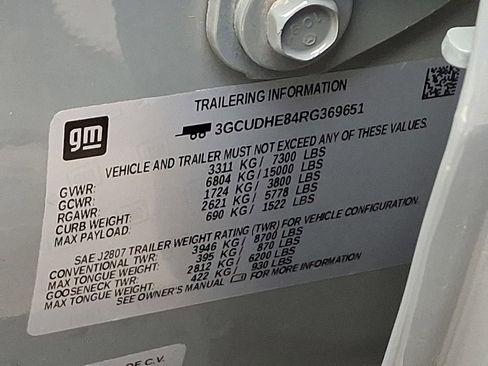 1070
TRAILERING INFORMATION
gm
3GCUDHE84RG369651
VEHICLE AND TRAILER MUST NOT EXCEED ANY OF THESE VALUES.
GVWR: 3311 KG / 7300 LBS
GCWR: 6804 KG / 15000 LBS
RGAWR: 1724 KG / 3800 LBS
CURB WEIGHT: 2621 KG / 5778 LBS
MAX PAYLOAD: 690 KG / 1522 LBS
SAE J2807 TRAILER WEIGHT RATING (TWR) FOR VEHICLE CONFIGURATION.
CONVENTIONAL TWR: 3946 KG / 8700 LBS
MAX TONGUE WEIGHT: 395 KG / 870 LBS
GOOSENECK TWR: 2812 KG / 6200 LBS
MAX TONGUE WEIGHT: 422 KG / 930 LBS
SEE OWNER'S MANUAL FOR MORE INFORMATION
DE C.V.